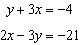 y + 3x = −4
2x − 3y = −21